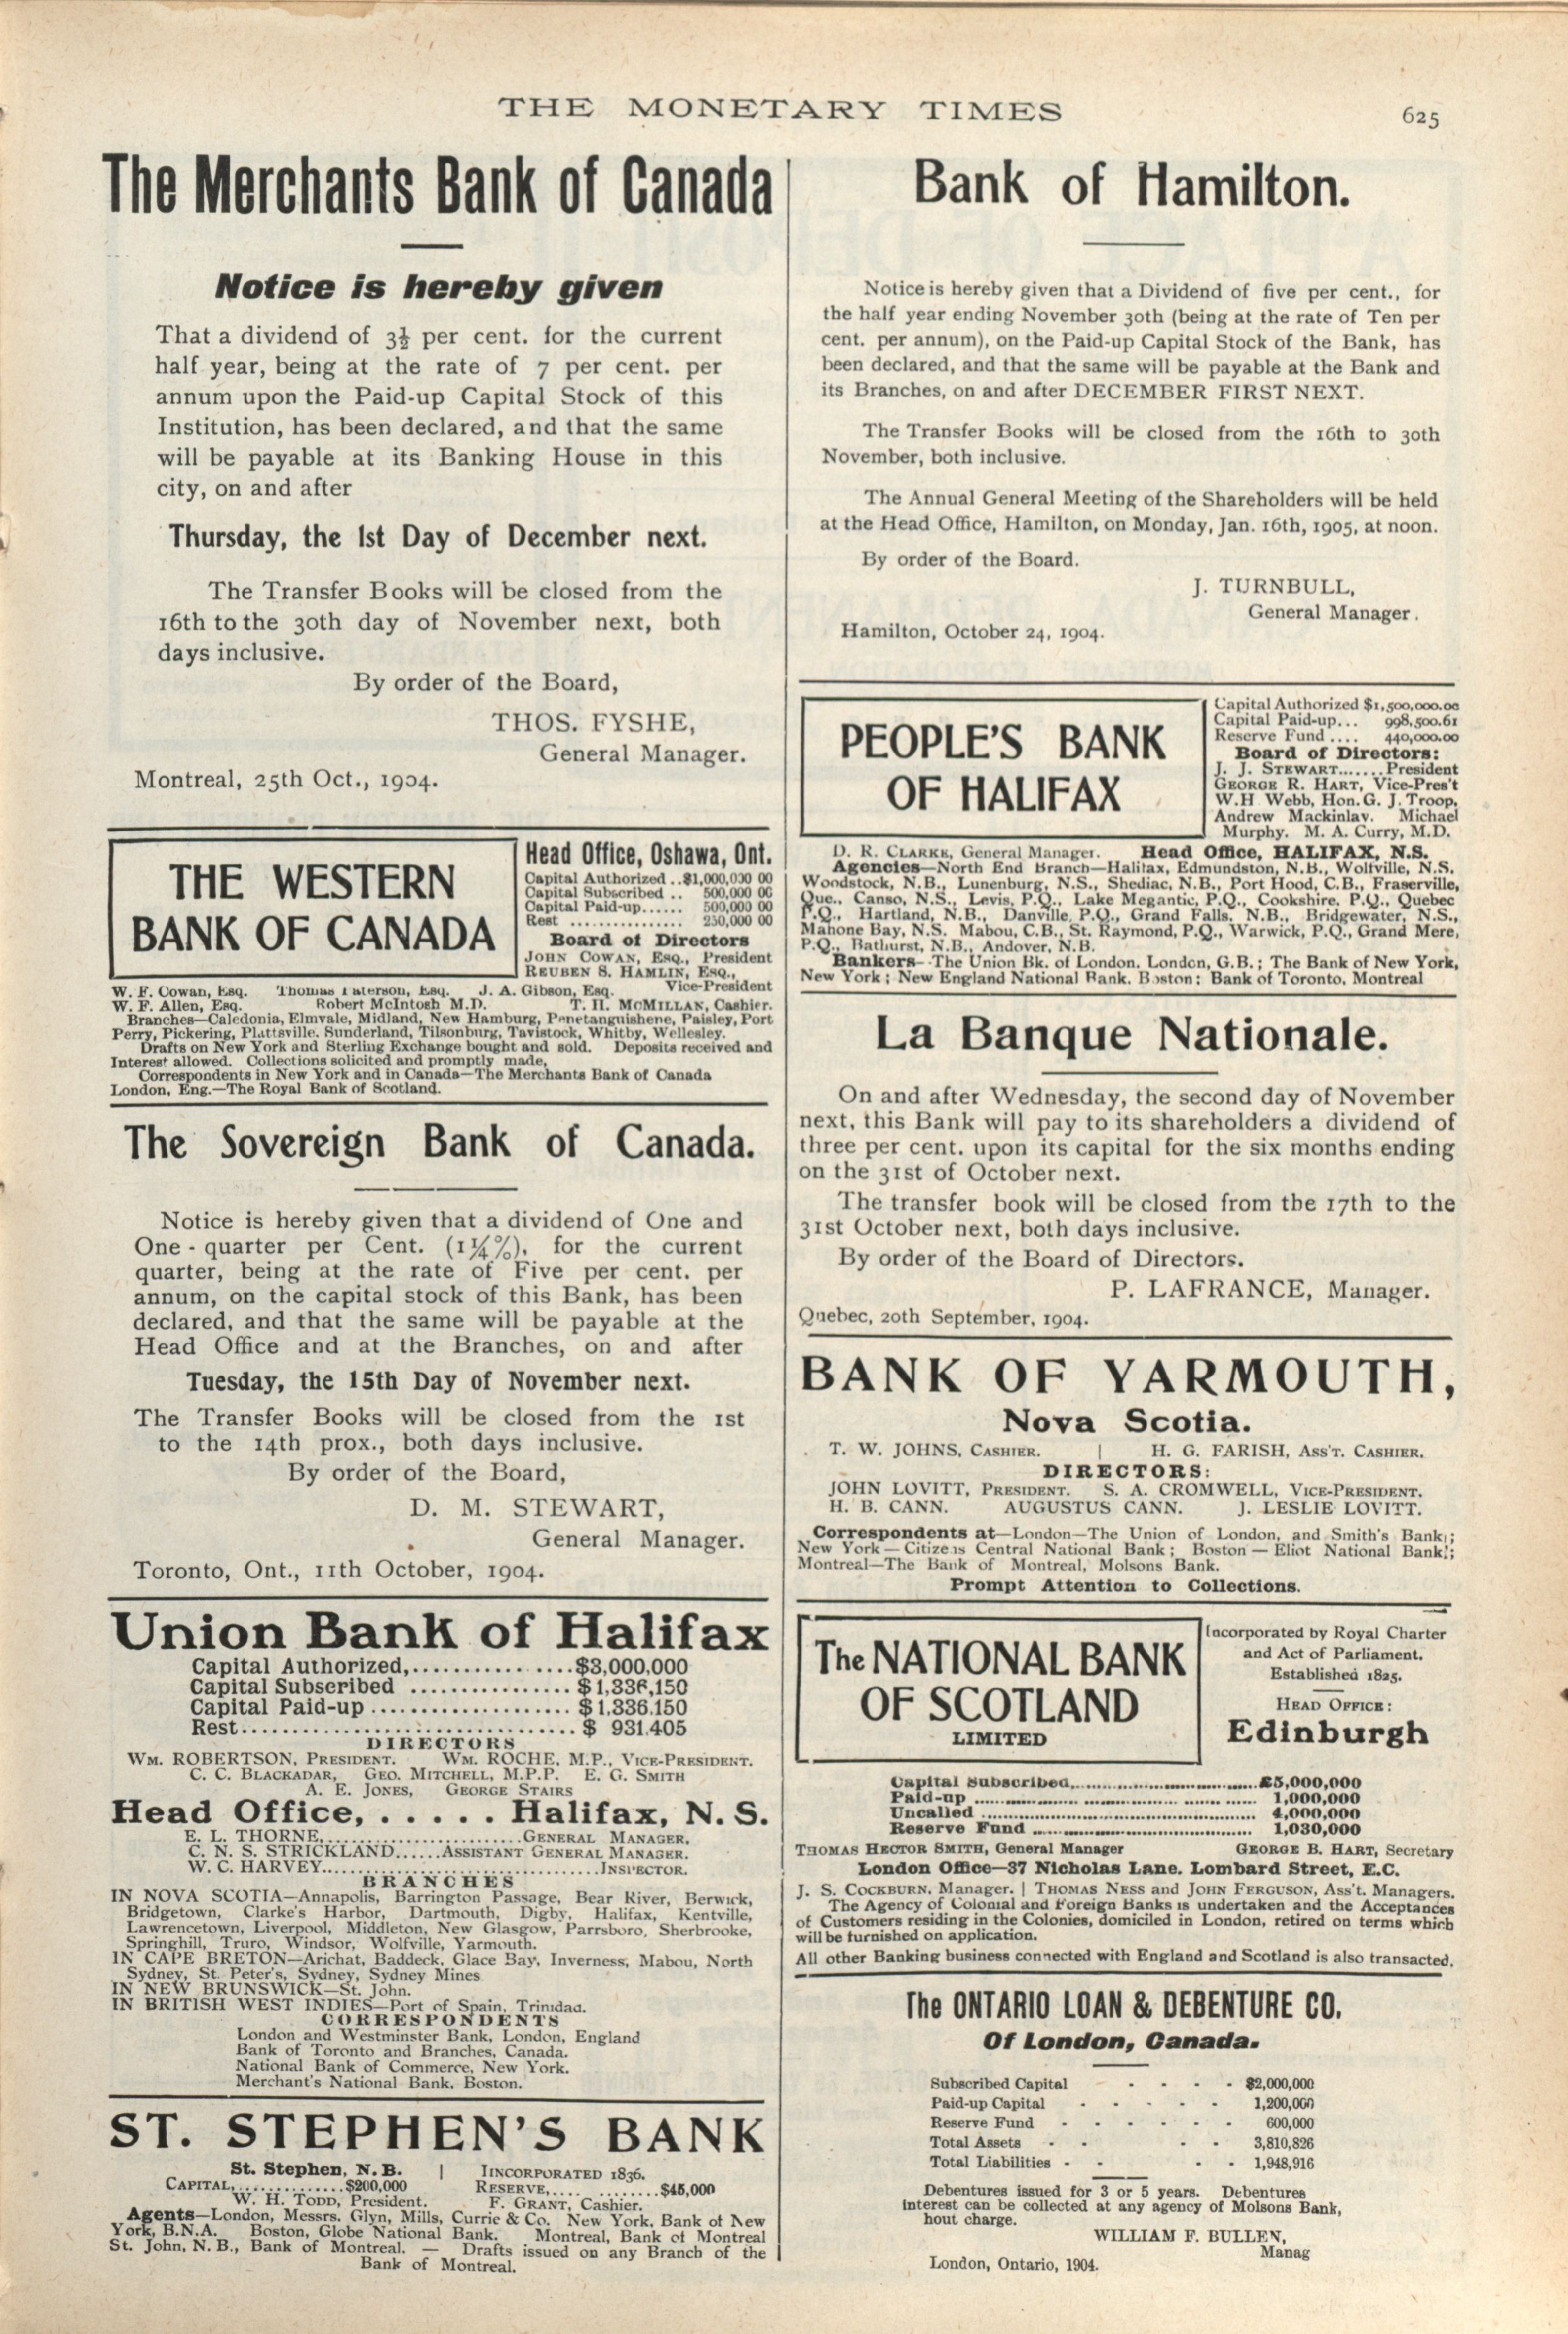 THE MONETARY TIMES
625
The Merchants Bank of Canada
Notice is hereby given
That a dividend of 3½ per cent. for the current
half year, being at the rate of 7 per cent. per
annum upon the Paid-up Capital Stock of this
Institution, has been declared, and that the same
will be payable at its Banking House in this
city, on and after
Thursday, the 1st Day of December next.
The Transfer Books will be closed from the
16th to the 30th day of November next, both
days inclusive.
By order of the Board,
THOS. FYSHE,
General Manager.
Montreal, 25th Oct., 1904.
THE WESTERN
BANK OF CANADA
Head Office, Oshawa, Ont.
Capital Authorized ..$1,000,000 00
Capital Subscribed .. 500,000 00
Capital Paid-up...... 500,000 00
Rest ............... 250,000 00
Board of Directors
JOHN COWAN, ESQ., President
REUBEN S. HAMLIN, ESQ.,
Vice-President
W. F. Cowan, Esq. Thomas Paterson, Esq. J. A. Gibson, Esq.
W. F. Allen, Esq. Robert McIntosh M.D. T. H. MCMILLAN, Cashier.
Branches—Caledonia, Elmvale, Midland, New Hamburg, Penetanguishene, Paisley, Port
Perry, Pickering, Plattsville, Sunderland, Tilsonburg, Tavistock, Whitby, Wellesley.
Drafts on New York and Sterling Exchange bought and sold. Deposits received and
Interest allowed. Collections solicited and promptly made,
Correspondents in New York and in Canada—The Merchants Bank of Canada
London, Eng.—The Royal Bank of Scotland.
The Sovereign Bank of Canada.
Notice is hereby given that a dividend of One and
One - quarter per Cent. (1¼%), for the current
quarter, being at the rate of Five per cent. per
annum, on the capital stock of this Bank, has been
declared, and that the same will be payable at the
Head Office and at the Branches, on and after
Tuesday, the 15th Day of November next.
The Transfer Books will be closed from the 1st
to the 14th prox., both days inclusive.
By order of the Board,
D. M. STEWART,
General Manager.
Toronto, Ont., 11th October, 1904.
Union Bank of Halifax
Capital Authorized,................$3,000,000
Capital Subscribed ................ $1,336,150
Capital Paid-up .................... $1,336,150
Rest.................................. $ 931,405
DIRECTORS
WM. ROBERTSON, PRESIDENT. WM. ROCHE, M.P., VICE-PRESIDENT.
C. C. BLACKADAR, GEO. MITCHELL, M.P.P. E. G. SMITH
A. E. JONES, GEORGE STAIRS
Head Office, . . . . . Halifax, N. S.
E. L. THORNE,.........................GENERAL MANAGER.
C. N. S. STRICKLAND......ASSISTANT GENERAL MANAGER.
W. C. HARVEY..................................INSPECTOR.
BRANCHES
IN NOVA SCOTIA—Annapolis, Barrington Passage, Bear River, Berwick,
Bridgetown, Clarke's Harbor, Dartmouth, Digby, Halifax, Kentville,
Lawrencetown, Liverpool, Middleton, New Glasgow, Parrsboro, Sherbrooke,
Springhill, Truro, Windsor, Wolfville, Yarmouth.
IN CAPE BRETON—Arichat, Baddeck, Glace Bay, Inverness, Mabou, North
Sydney, St. Peter's, Sydney, Sydney Mines
IN NEW BRUNSWICK—St. John.
IN BRITISH WEST INDIES—Port of Spain, Trinidad.
CORRESPONDENTS
London and Westminster Bank, London, England
Bank of Toronto and Branches, Canada.
National Bank of Commerce, New York.
Merchant's National Bank, Boston.
ST. STEPHEN'S BANK
St. Stephen, N.B. | INCORPORATED 1836.
CAPITAL,..............$200,000 RESERVE,.... ........$45,000
W. H. TODD, President. F. GRANT, Cashier.
Agents—London, Messrs. Glyn, Mills, Currie & Co. New York, Bank of New
York, B.N.A. Boston, Globe National Bank. Montreal, Bank of Montreal
St. John, N. B., Bank of Montreal. — Drafts issued on any Branch of the
Bank of Montreal.
Bank of Hamilton.
Notice is hereby given that a Dividend of five per cent., for
the half year ending November 30th (being at the rate of Ten per
cent. per annum), on the Paid-up Capital Stock of the Bank, has
been declared, and that the same will be payable at the Bank and
its Branches, on and after DECEMBER FIRST NEXT.
The Transfer Books will be closed from the 16th to 30th
November, both inclusive.
The Annual General Meeting of the Shareholders will be held
at the Head Office, Hamilton, on Monday, Jan. 16th, 1905, at noon.
By order of the Board.
J. TURNBULL,
General Manager.
Hamilton, October 24, 1904.
PEOPLE'S BANK
OF HALIFAX
Capital Authorized $1,500,000.00
Capital Paid-up... 998,500.61
Reserve Fund .... 440,000.00
Board of Directors:
J. J. STEWART.......President
GEORGE R. HART, Vice-Pres't
W.H Webb, Hon. G. J. Troop,
Andrew Mackinlay. Michael
Murphy. M. A. Curry, M.D.
D. R. CLARKE, General Manager. Head Office, HALIFAX, N.S.
Agencies—North End Branch—Halifax, Edmundston, N.B., Wolfville, N.S.
Woodstock, N.B., Lunenburg, N.S., Shediac, N.B., Port Hood, C.B., Fraserville,
Que., Canso, N.S., Levis, P.Q., Lake Megantic, P.Q., Cookshire, P.Q., Quebec
P.Q., Hartland, N.B., Danville, P.Q., Grand Falls, N.B., Bridgewater, N.S.,
Mahone Bay, N.S. Mabou, C.B., St. Raymond, P.Q., Warwick, P.Q., Grand Mere,
P.Q., Bathurst, N.B., Andover, N.B.
Bankers—The Union Bk. of London, London, G.B.; The Bank of New York,
New York; New England National Bank, Boston; Bank of Toronto, Montreal
La Banque Nationale.
On and after Wednesday, the second day of November
next, this Bank will pay to its shareholders a dividend of
three per cent. upon its capital for the six months ending
on the 31st of October next.
The transfer book will be closed from the 17th to the
31st October next, both days inclusive.
By order of the Board of Directors.
P. LAFRANCE, Manager.
Quebec, 20th September, 1904.
BANK OF YARMOUTH,
Nova Scotia.
T. W. JOHNS, CASHIER. | H. G. FARISH, ASS'T. CASHIER.
DIRECTORS:
JOHN LOVITT, PRESIDENT. S. A. CROMWELL, VICE-PRESIDENT.
H. B. CANN. AUGUSTUS CANN. J. LESLIE LOVITT.
Correspondents at—London—The Union of London, and Smith's Bank;
New York — Citizens Central National Bank; Boston — Eliot National Bank;
Montreal—The Bank of Montreal, Molsons Bank.
Prompt Attention to Collections.
The NATIONAL BANK
OF SCOTLAND
LIMITED
Incorporated by Royal Charter
and Act of Parliament.
Established 1825.
HEAD OFFICE:
Edinburgh
Capital Subscribed,...................................£5,000,000
Paid-up ................................................ 1,000,000
Uncalled ............................................... 4,000,000
Reserve Fund ....................................... 1,030,000
THOMAS HECTOR SMITH, General Manager GEORGE B. HART, Secretary
London Office—37 Nicholas Lane, Lombard Street, E.C.
J. S. COCKBURN, Manager. | THOMAS NESS and JOHN FERGUSON, Ass't. Managers.
The Agency of Colonial and Foreign Banks is undertaken and the Acceptances
of Customers residing in the Colonies, domiciled in London, retired on terms which
will be furnished on application.
All other Banking business connected with England and Scotland is also transacted.
The ONTARIO LOAN & DEBENTURE CO.
Of London, Canada.
Subscribed Capital - - - - $2,000,000
Paid-up Capital - - - - - 1,200,000
Reserve Fund - - - - - - 600,000
Total Assets - - - - 3,810,826
Total Liabilities - - - - 1,948,916
Debentures issued for 3 or 5 years. Debentures
interest can be collected at any agency of Molsons Bank,
hout charge.
WILLIAM F. BULLEN,
Manag
London, Ontario, 1904.